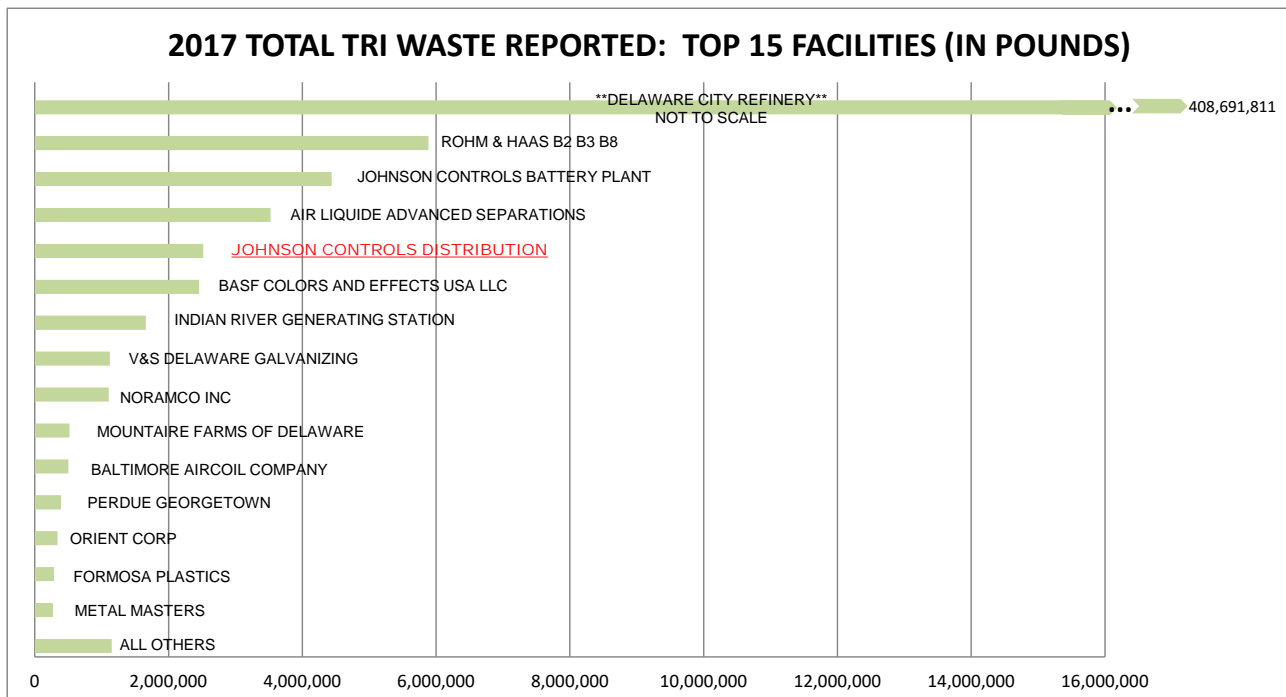 2017 TOTAL TRI WASTE REPORTED: TOP 15 FACILITIES (IN POUNDS)
**DELAWARE CITY REFINERY**
NOT TO SCALE
... 408,691,811
ROHM & HAAS B2 B3 B8
JOHNSON CONTROLS BATTERY PLANT
AIR LIQUIDE ADVANCED SEPARATIONS
JOHNSON CONTROLS DISTRIBUTION
BASF COLORS AND EFFECTS USA LLC
INDIAN RIVER GENERATING STATION
V&S DELAWARE GALVANIZING
NORAMCO INC
MOUNTAIRE FARMS OF DELAWARE
BALTIMORE AIRCOIL COMPANY
PERDUE GEORGETOWN
ORIENT CORP
FORMOSA PLASTICS
METAL MASTERS
ALL OTHERS
0 2,000,000 4,000,000 6,000,000 8,000,000 10,000,000 12,000,000 14,000,000 16,000,000